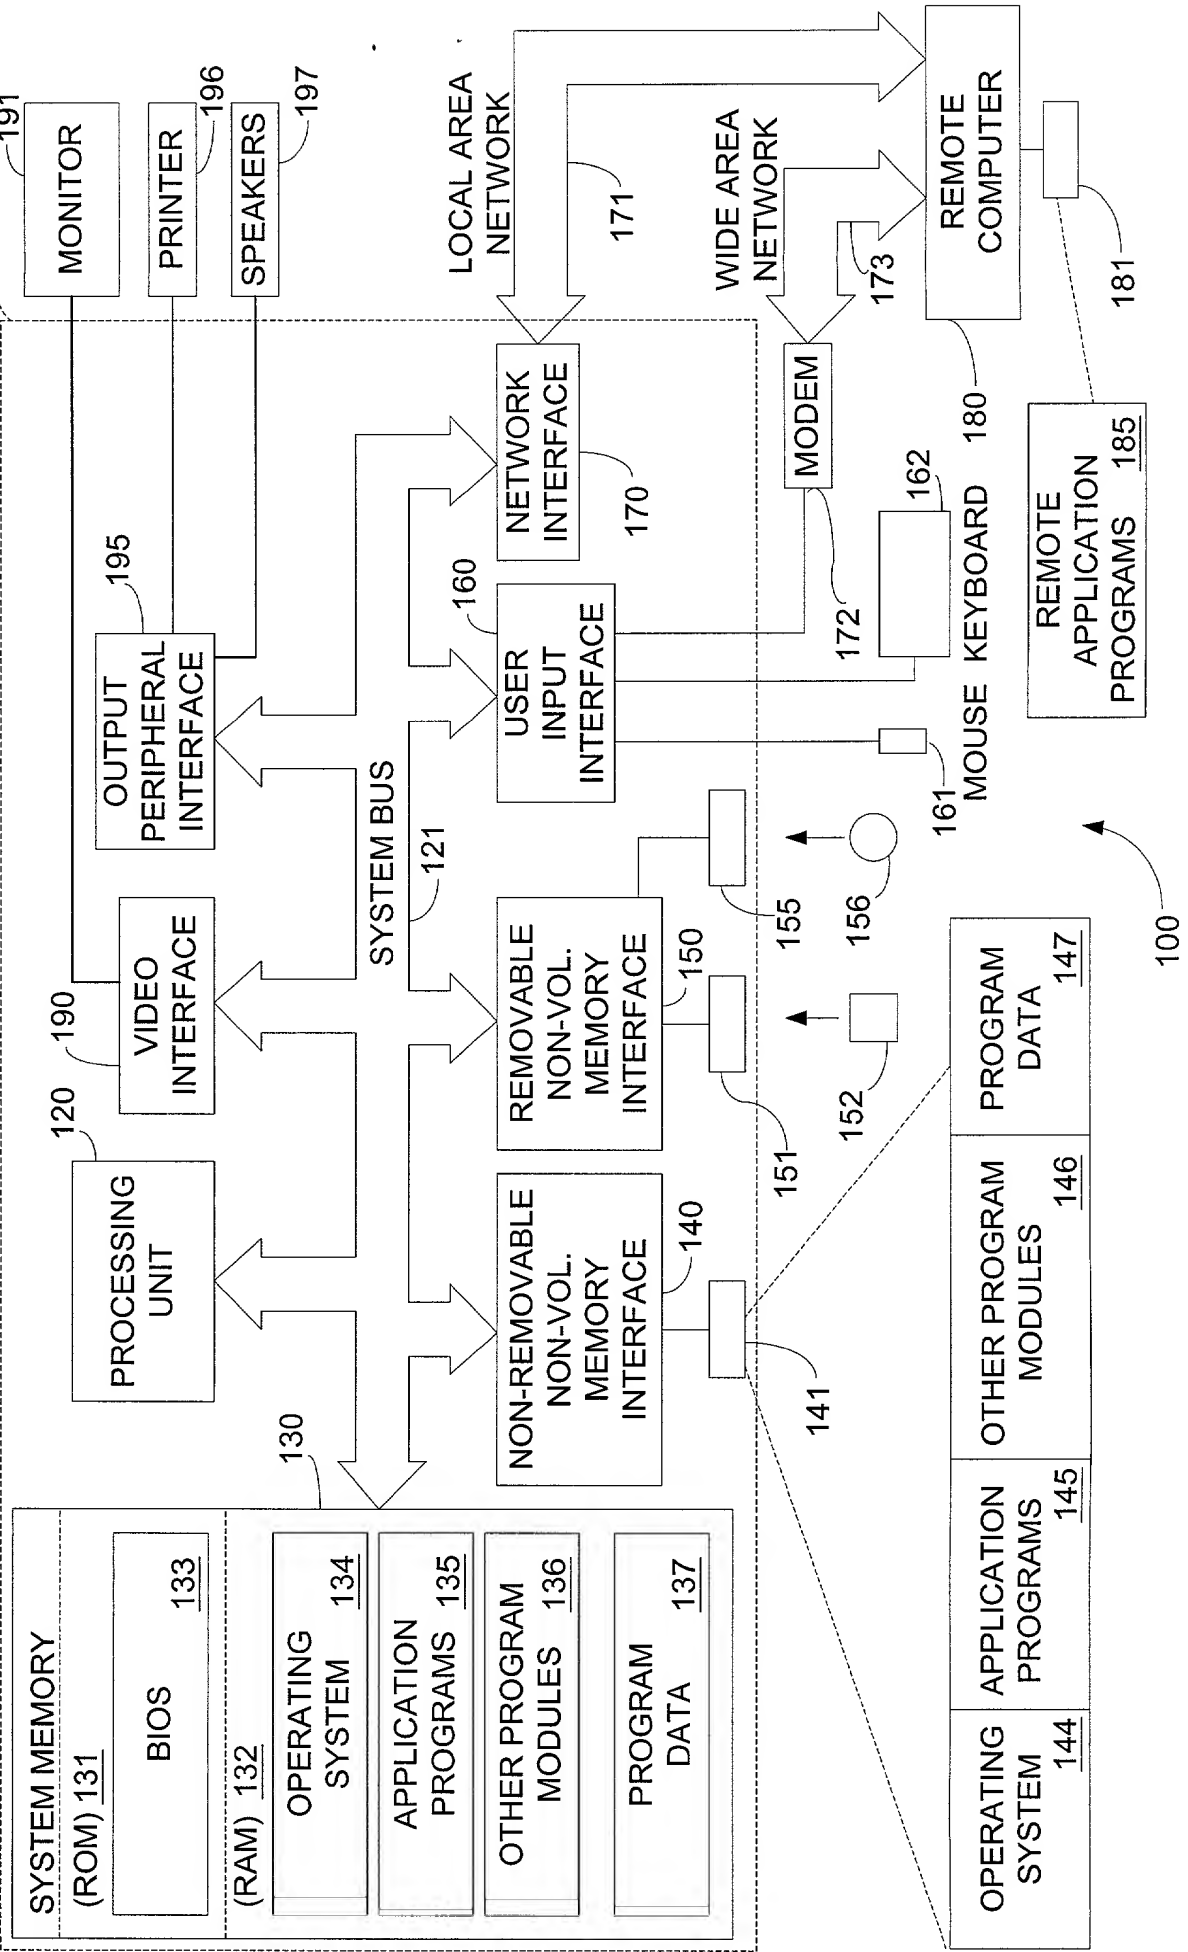 SYSTEM MEMORY
(ROM) 131
BIOS
133
(RAM) 132
OPERATING
SYSTEM
134
APPLICATION
PROGRAMS 135
OTHER PROGRAM
MODULES
136
PROGRAM
DATA
137
130
PROCESSING
UNIT
120
VIDEO
INTERFACE
190
OUTPUT
PERIPHERAL
INTERFACE
195
MONITOR
191
PRINTER
196
SPEAKERS
197
SYSTEM BUS
121
NON-REMOVABLE
NON-VOL.
MEMORY
INTERFACE
140
REMOVABLE
NON-VOL.
MEMORY
INTERFACE
150
USER
INPUT
INTERFACE
160
NETWORK
INTERFACE
170
LOCAL AREA
NETWORK
171
WIDE AREA
NETWORK
173
MODEM
172
141
151
152
155
156
161
MOUSE
KEYBOARD
162
180
REMOTE
COMPUTER
181
REMOTE
APPLICATION
PROGRAMS 185
OPERATING
SYSTEM
144
APPLICATION
PROGRAMS
145
OTHER PROGRAM
MODULES
146
PROGRAM
DATA
147
100